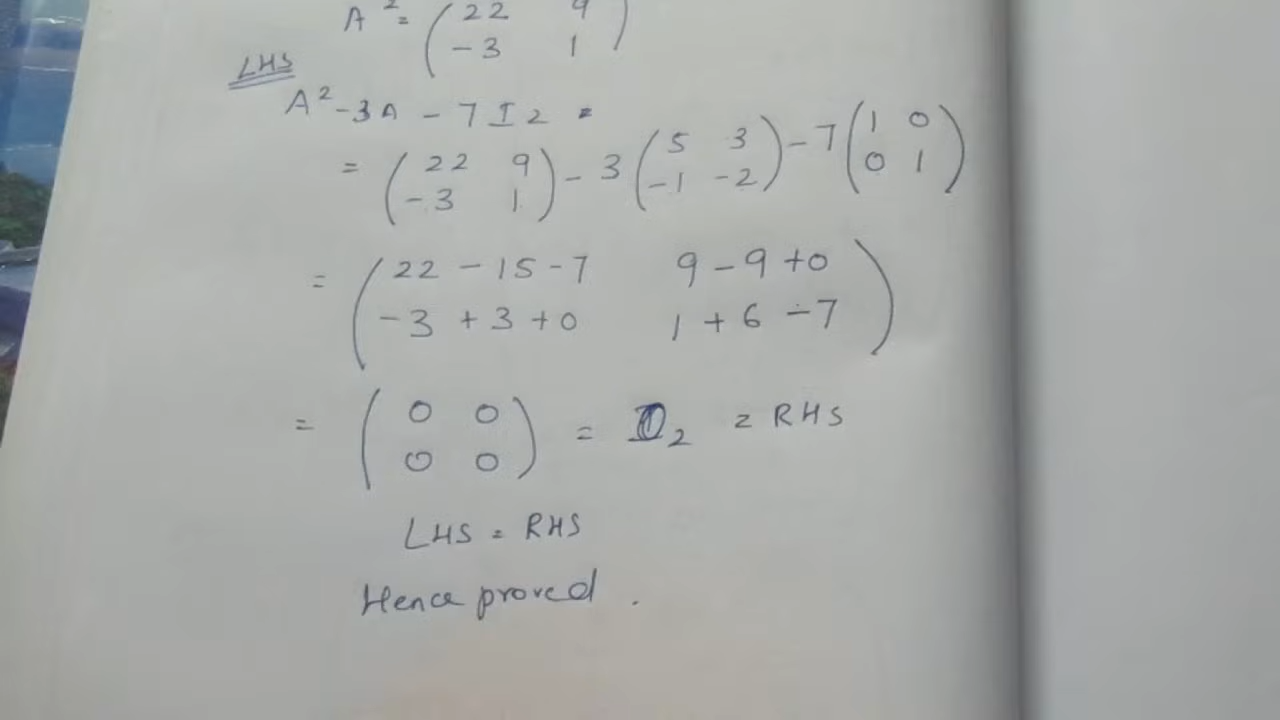 A² = ( 22 9
-3 1 )
LHS
A² - 3A - 7I2 =
= ( 22 9 ) - 3 ( 5 3 ) - 7 ( 1 0 )
( -3 1 ) ( -1 -2 ) ( 0 1 )
= ( 22 - 15 - 7 9 - 9 + 0 )
( -3 + 3 + 0 1 + 6 - 7 )
= ( 0 0 ) = O₂ = RHS
( 0 0 )
LHS = RHS
Hence proved .